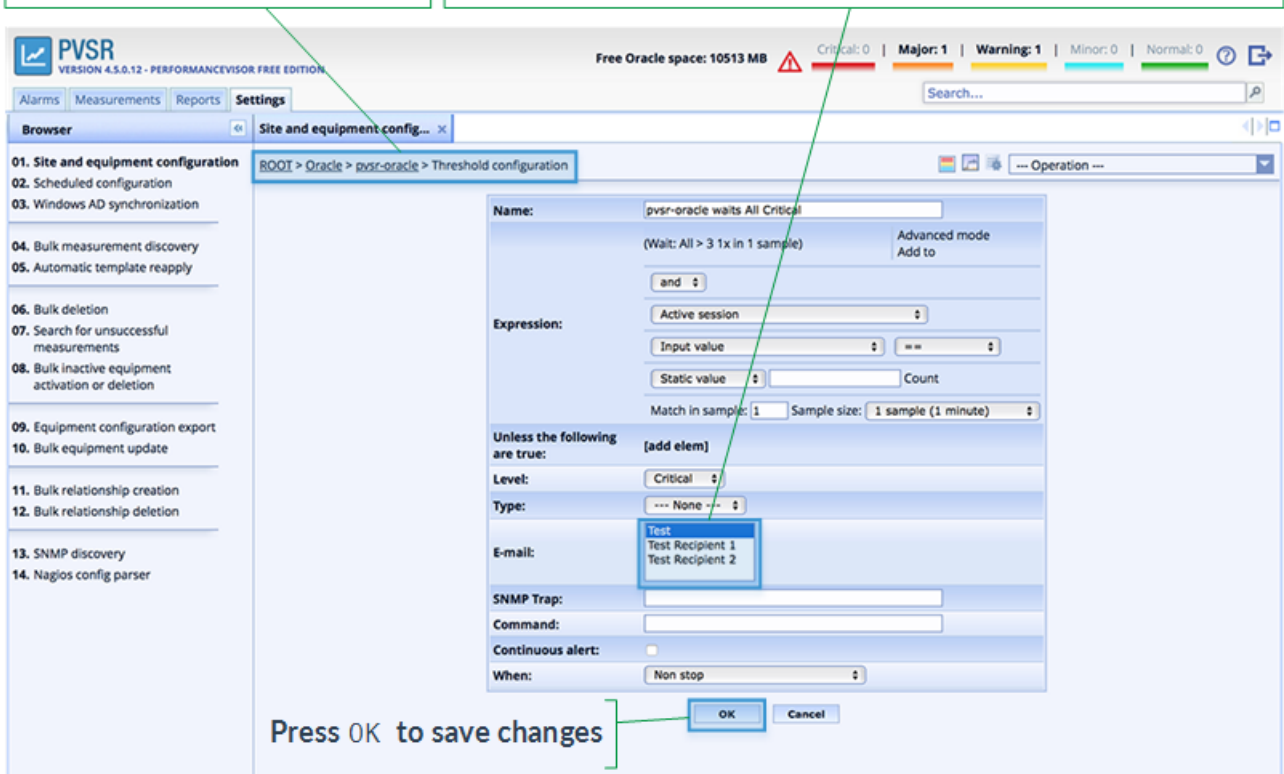 PVSR
VERSION 4.5.0.12 - PERFORMANCEVISOR FREE EDITION
Free Oracle space: 10513 MB
Critical: 0 | Major: 1 | Warning: 1 | Minor: 0 | Normal: 0
Alarms Measurements Reports Settings
Search...
Browser
Site and equipment config... ×
01. Site and equipment configuration
02. Scheduled configuration
03. Windows AD synchronization
04. Bulk measurement discovery
05. Automatic template reapply
06. Bulk deletion
07. Search for unsuccessful
measurements
08. Bulk inactive equipment
activation or deletion
09. Equipment configuration export
10. Bulk equipment update
11. Bulk relationship creation
12. Bulk relationship deletion
13. SNMP discovery
14. Nagios config parser
ROOT > Oracle > pvsr-oracle > Threshold configuration
--- Operation ---
Name: pvsr-oracle waits All Critical
Expression:
(Wait: All > 3 1x in 1 sample)
Advanced mode
Add to
and
Active session
Input value ==
Static value Count
Match in sample: 1 Sample size: 1 sample (1 minute)
Unless the following
are true:
[add elem]
Level: Critical
Type: --- None ---
E-mail:
Test
Test Recipient 1
Test Recipient 2
SNMP Trap:
Command:
Continuous alert:
When: Non stop
OK Cancel
Press OK to save changes